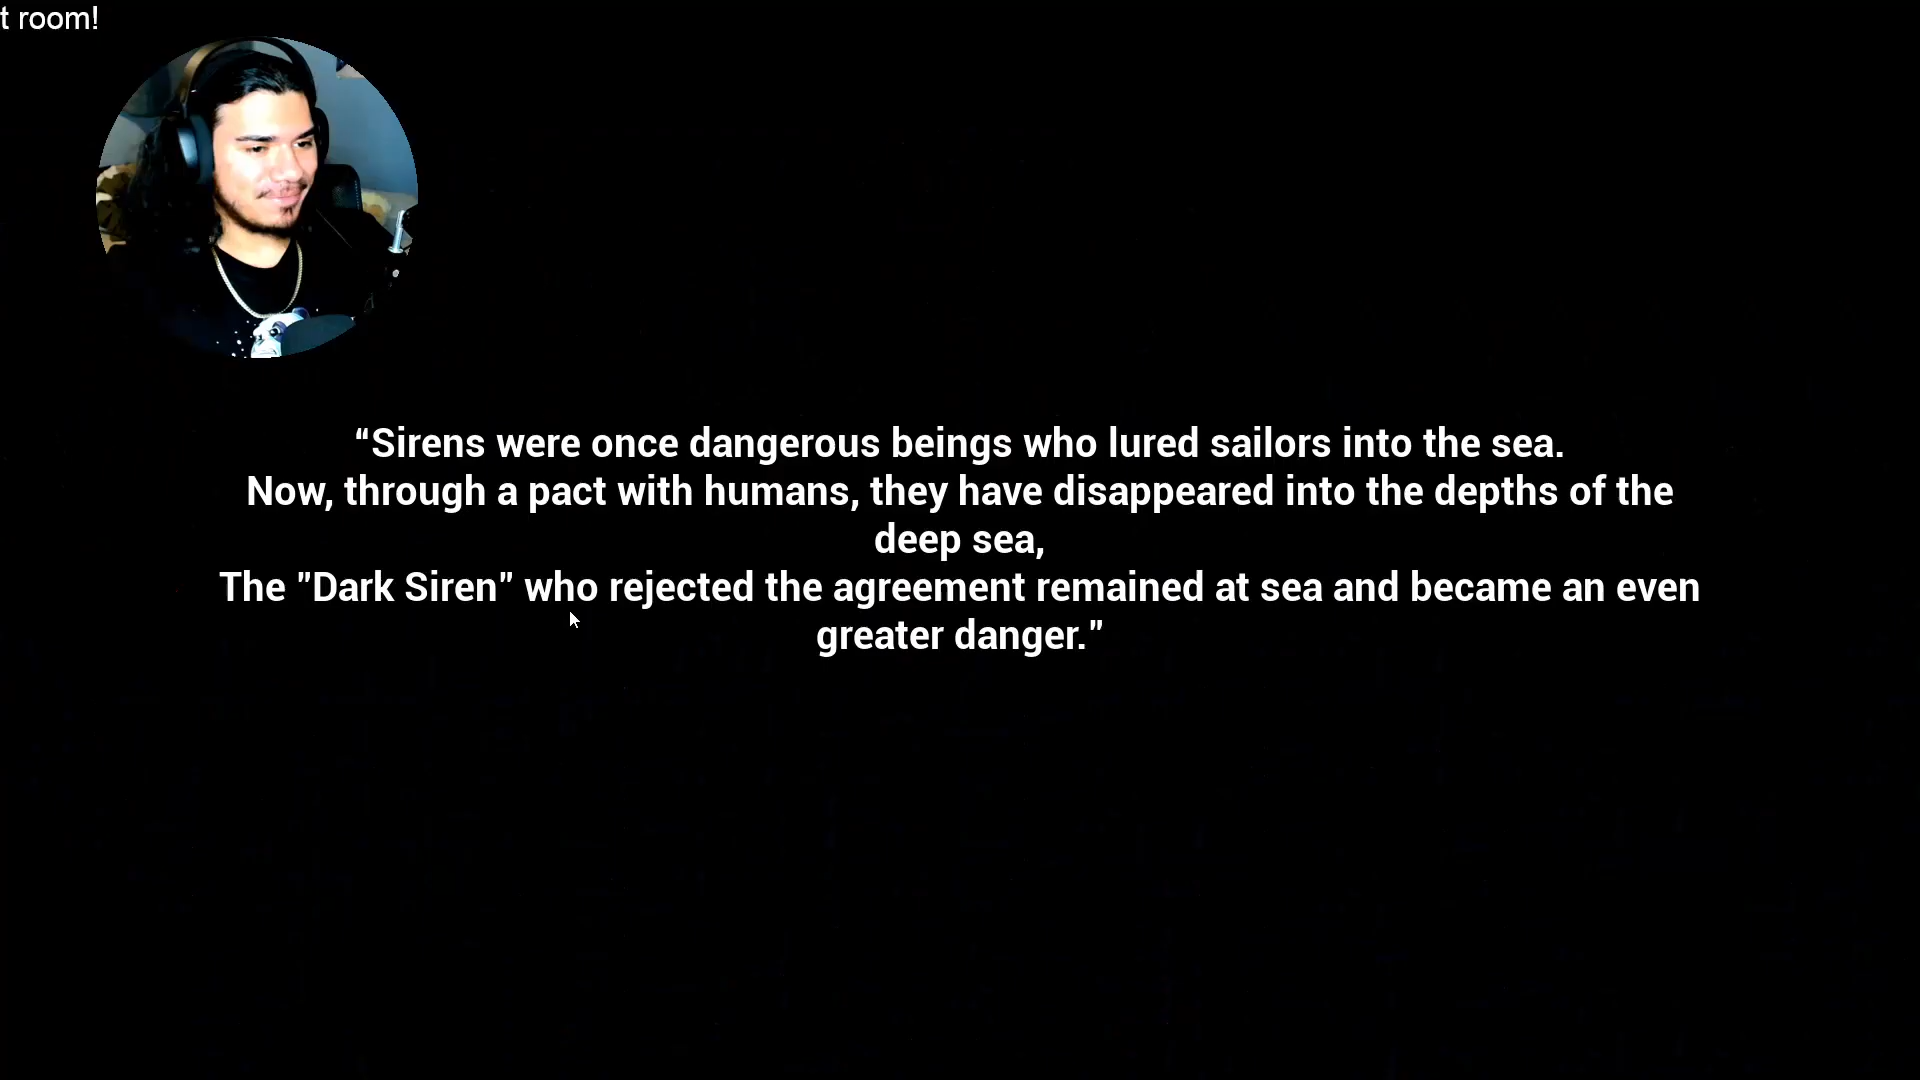 t room!
“Sirens were once dangerous beings who lured sailors into the sea.
Now, through a pact with humans, they have disappeared into the depths of the
deep sea,
The "Dark Siren" who rejected the agreement remained at sea and became an even
greater danger.”